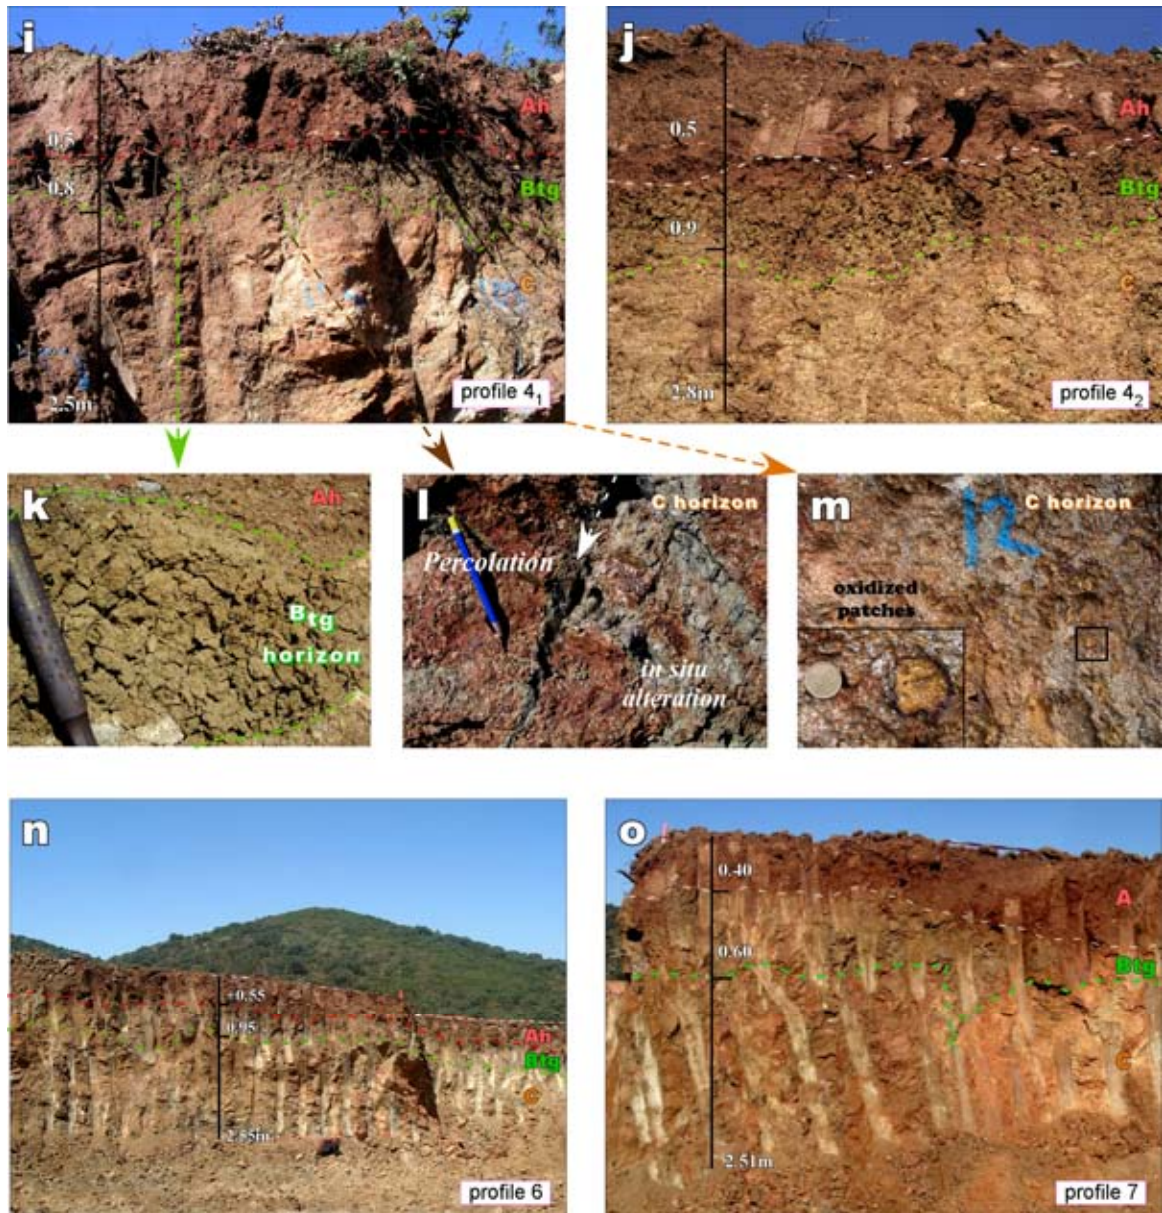 i
Ah
0.5
Btg
0.8
C
2.5m
profile 4₁
j
Ah
0.5
Btg
0.9
C
2.8m
profile 4₂
k
Ah
Btg
horizon
l
C horizon
Percolation
in situ
alteration
m
12
C horizon
oxidized
patches
n
0.55
0.95
Ah
Btg
C
2.55m
profile 6
o
0.40
A
0.60
Btg
C
2.51m
profile 7